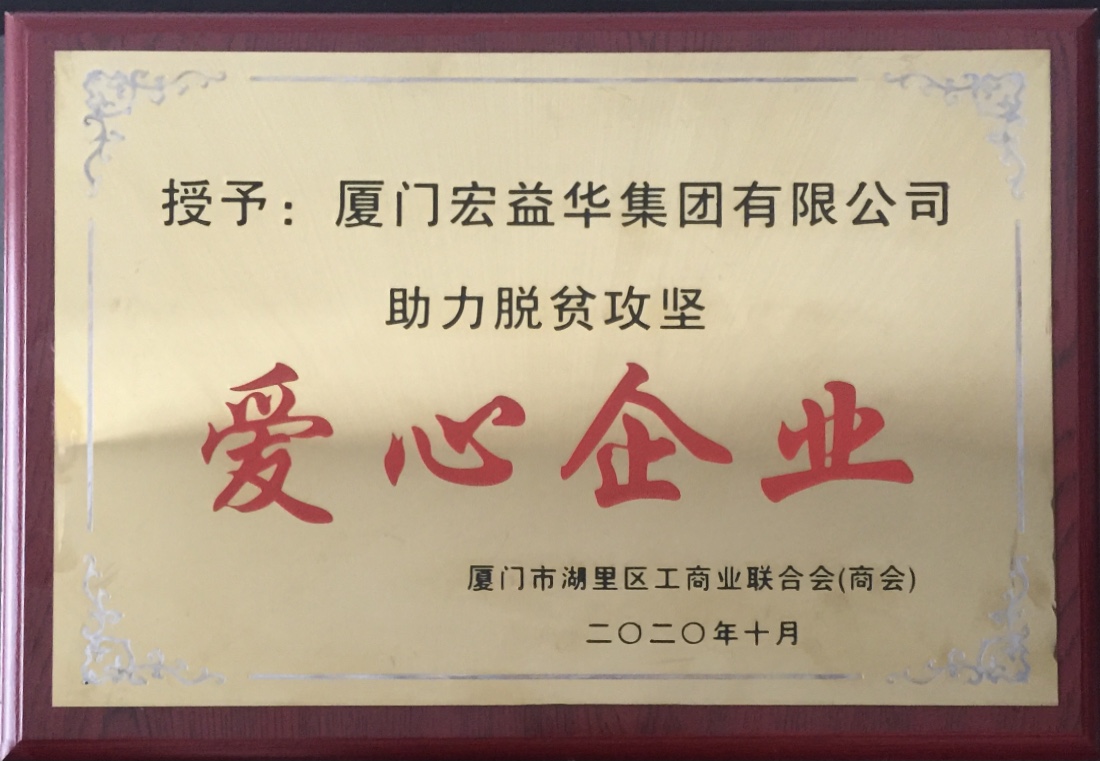 授予：厦门宏益华集团有限公司
助力脱贫攻坚
爱心企业
厦门市湖里区工商业联合会(商会)
二〇二〇年十月